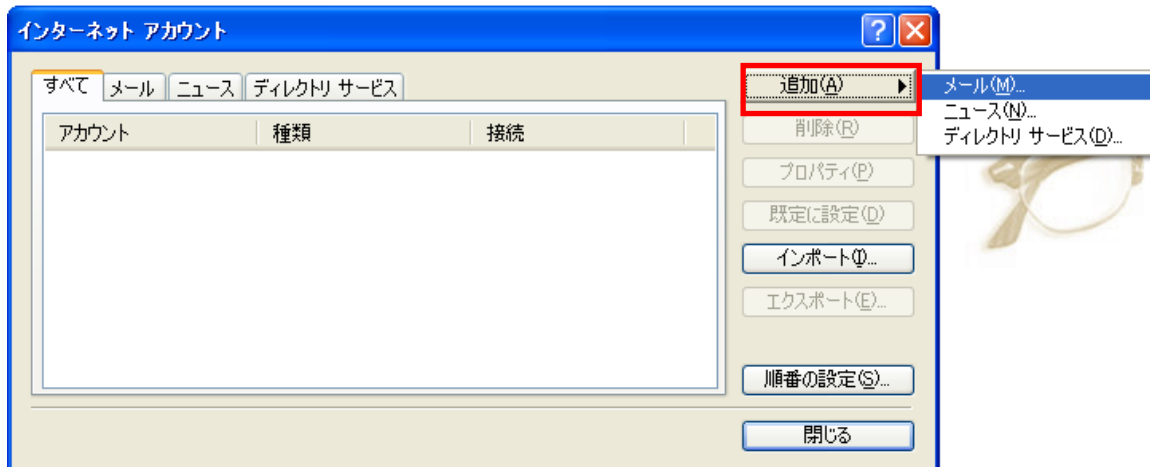 インターネット アカウント
すべて メール ニュース ディレクトリ サービス
アカウント 種類 接続
追加(A)
削除(R)
プロパティ(P)
既定に設定(D)
インポート(I)...
エクスポート(E)...
順番の設定(S)...
閉じる
メール(M)...
ニュース(N)...
ディレクトリ サービス(D)...